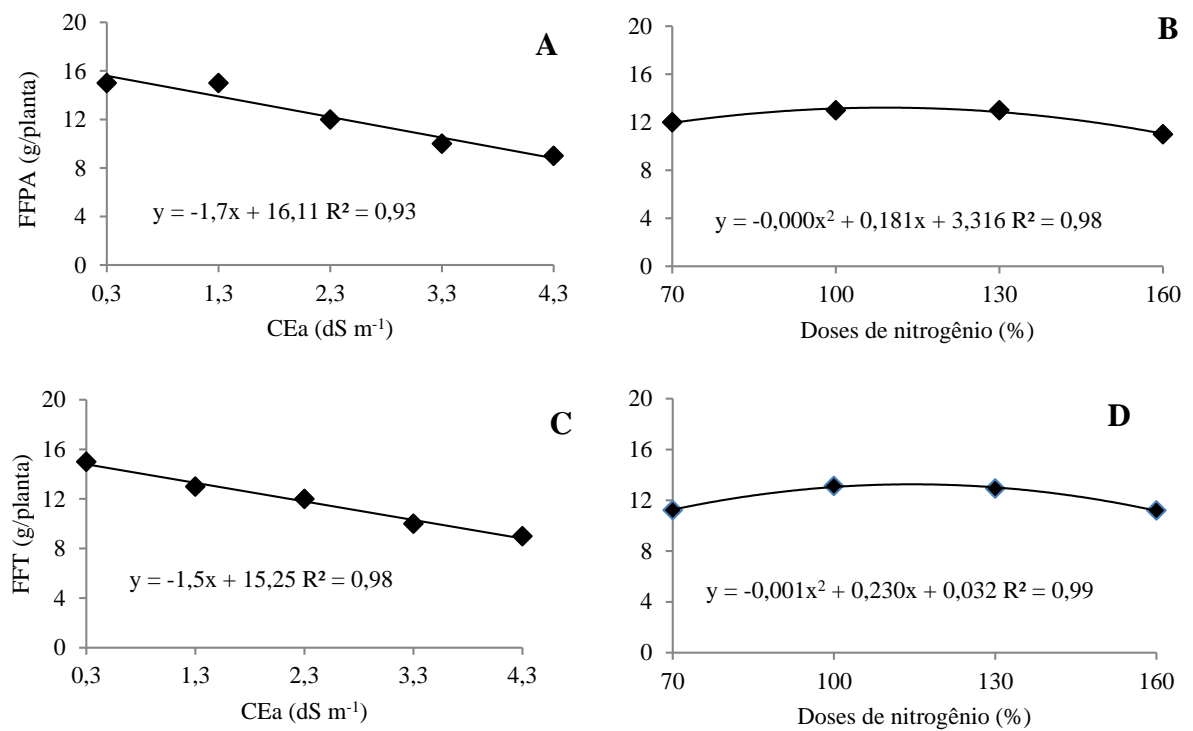 A
FFPA (g/planta)
20
16
12
8
4
0
y = -1,7x + 16,11 R² = 0,93
0,3 1,3 2,3 3,3 4,3
CEa (dS m⁻¹)
B
20
16
12
8
4
0
y = -0,000x² + 0,181x + 3,316 R² = 0,98
70 100 130 160
Doses de nitrogênio (%)
C
FFT (g/planta)
20
16
12
8
4
0
y = -1,5x + 15,25 R² = 0,98
0,3 1,3 2,3 3,3 4,3
CEa (dS m⁻¹)
D
20
16
12
8
4
0
y = -0,001x² + 0,230x + 0,032 R² = 0,99
70 100 130 160
Doses de nitrogênio (%)